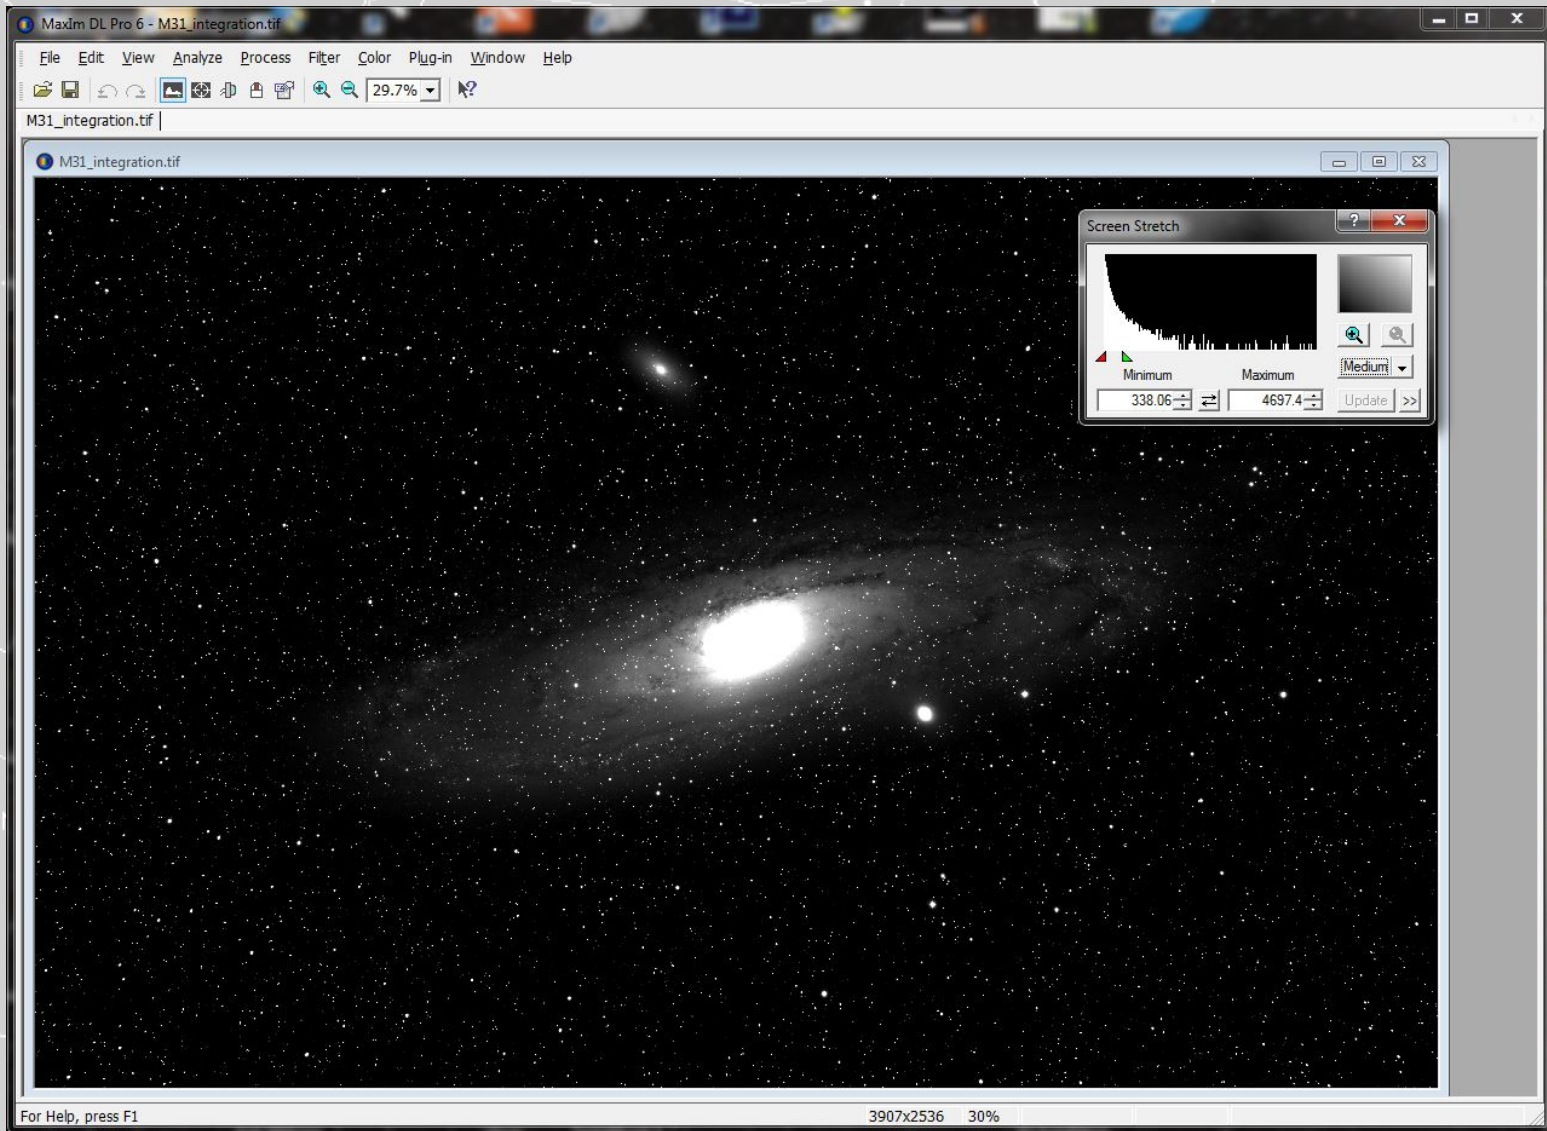 MaxIm DL Pro 6 - M31_integration.tif
File Edit View Analyze Process Filter Color Plug-in Window Help
29.7%
M31_integration.tif
M31_integration.tif
Screen Stretch
Medium
Minimum Maximum
338.06 4697.4 Update >>
For Help, press F1 3907x2536 30%